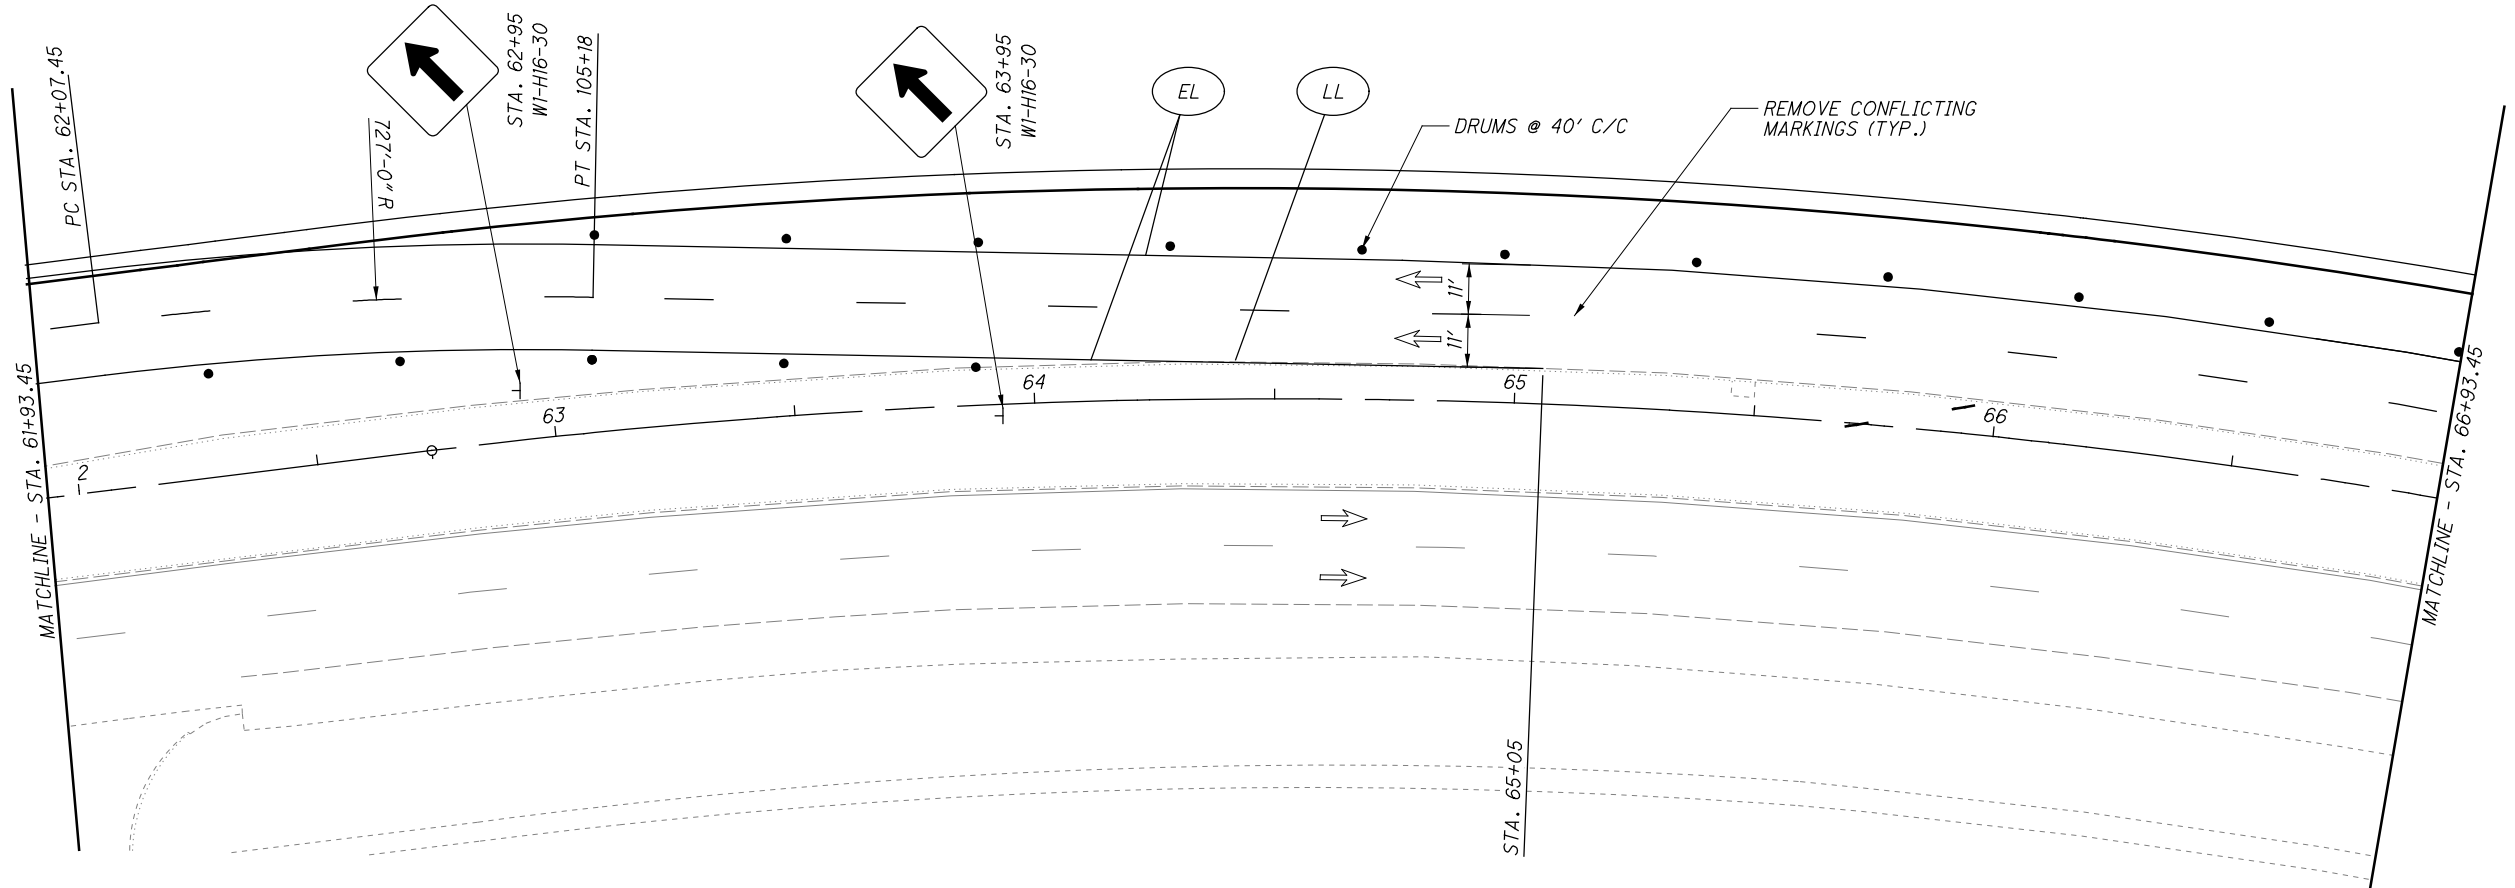 PC STA. 62+07.45
727'-0" R
STA. 62+95
W1-H16-30
PT STA. 105+18
STA. 63+95
W1-H16-30
EL
LL
DRUMS @ 40' C/C
REMOVE CONFLICTING
MARKINGS (TYP.)
11'
11'
2
63
64
65
66
STA. 65+05
MATCHLINE - STA. 61+93.45
MATCHLINE - STA. 66+93.45